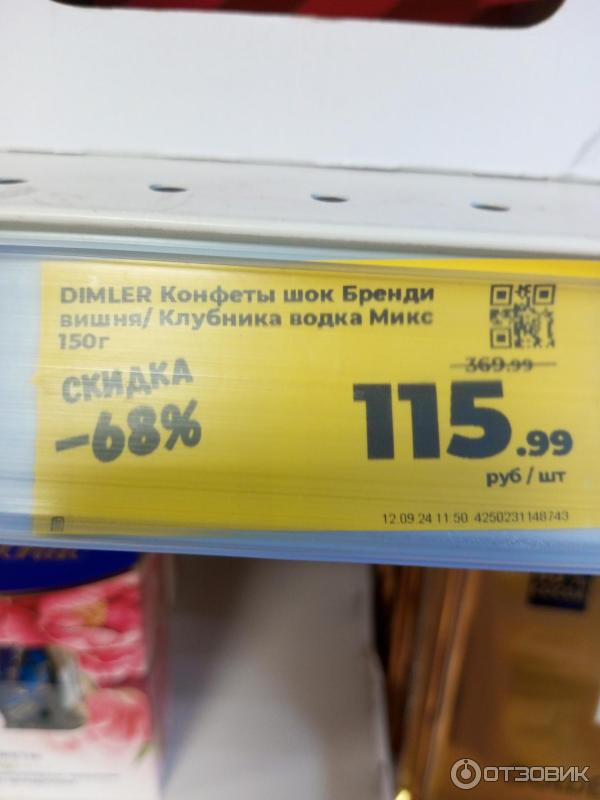 DIMLER Конфеты шок Бренди
вишня/ Клубника водка Микс
150г
369.99
СКИДКА
-68%
115.99
руб / шт
12.09.24 11:50 4250231148743
ОТЗОВИК